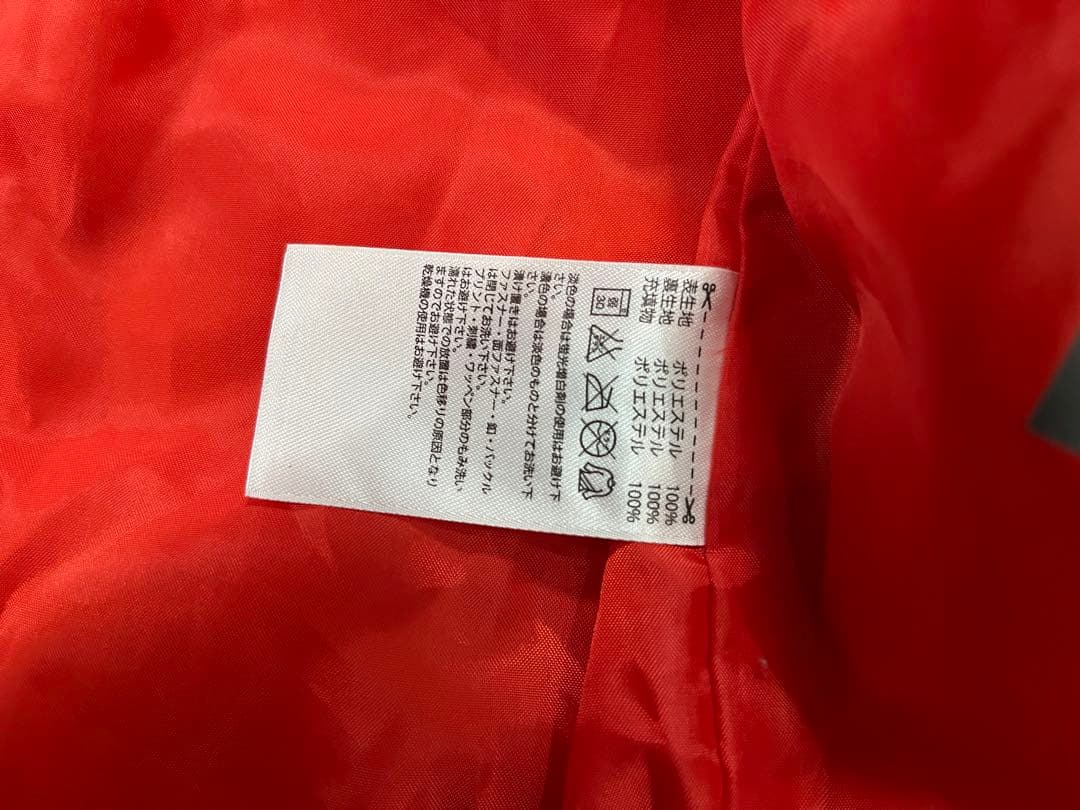 表生地 ポリエステル 100%
裏生地 ポリエステル 100%
充填物 ポリエステル 100%
30
淡色の場合は蛍光増白剤の使用はお避け下
さい。
濃色の場合は淡色のものと分けてお洗い下
さい。
漬け置きはお避け下さい。
ファスナー・面ファスナー・釦・バックル
は閉じてお洗い下さい。
プリント・刺繍・ワッペン部分のもみ洗い
はお避け下さい。
濡れた状態での放置は色移りの原因となり
ますのでお避け下さい。
乾燥機の使用はお避け下さい。